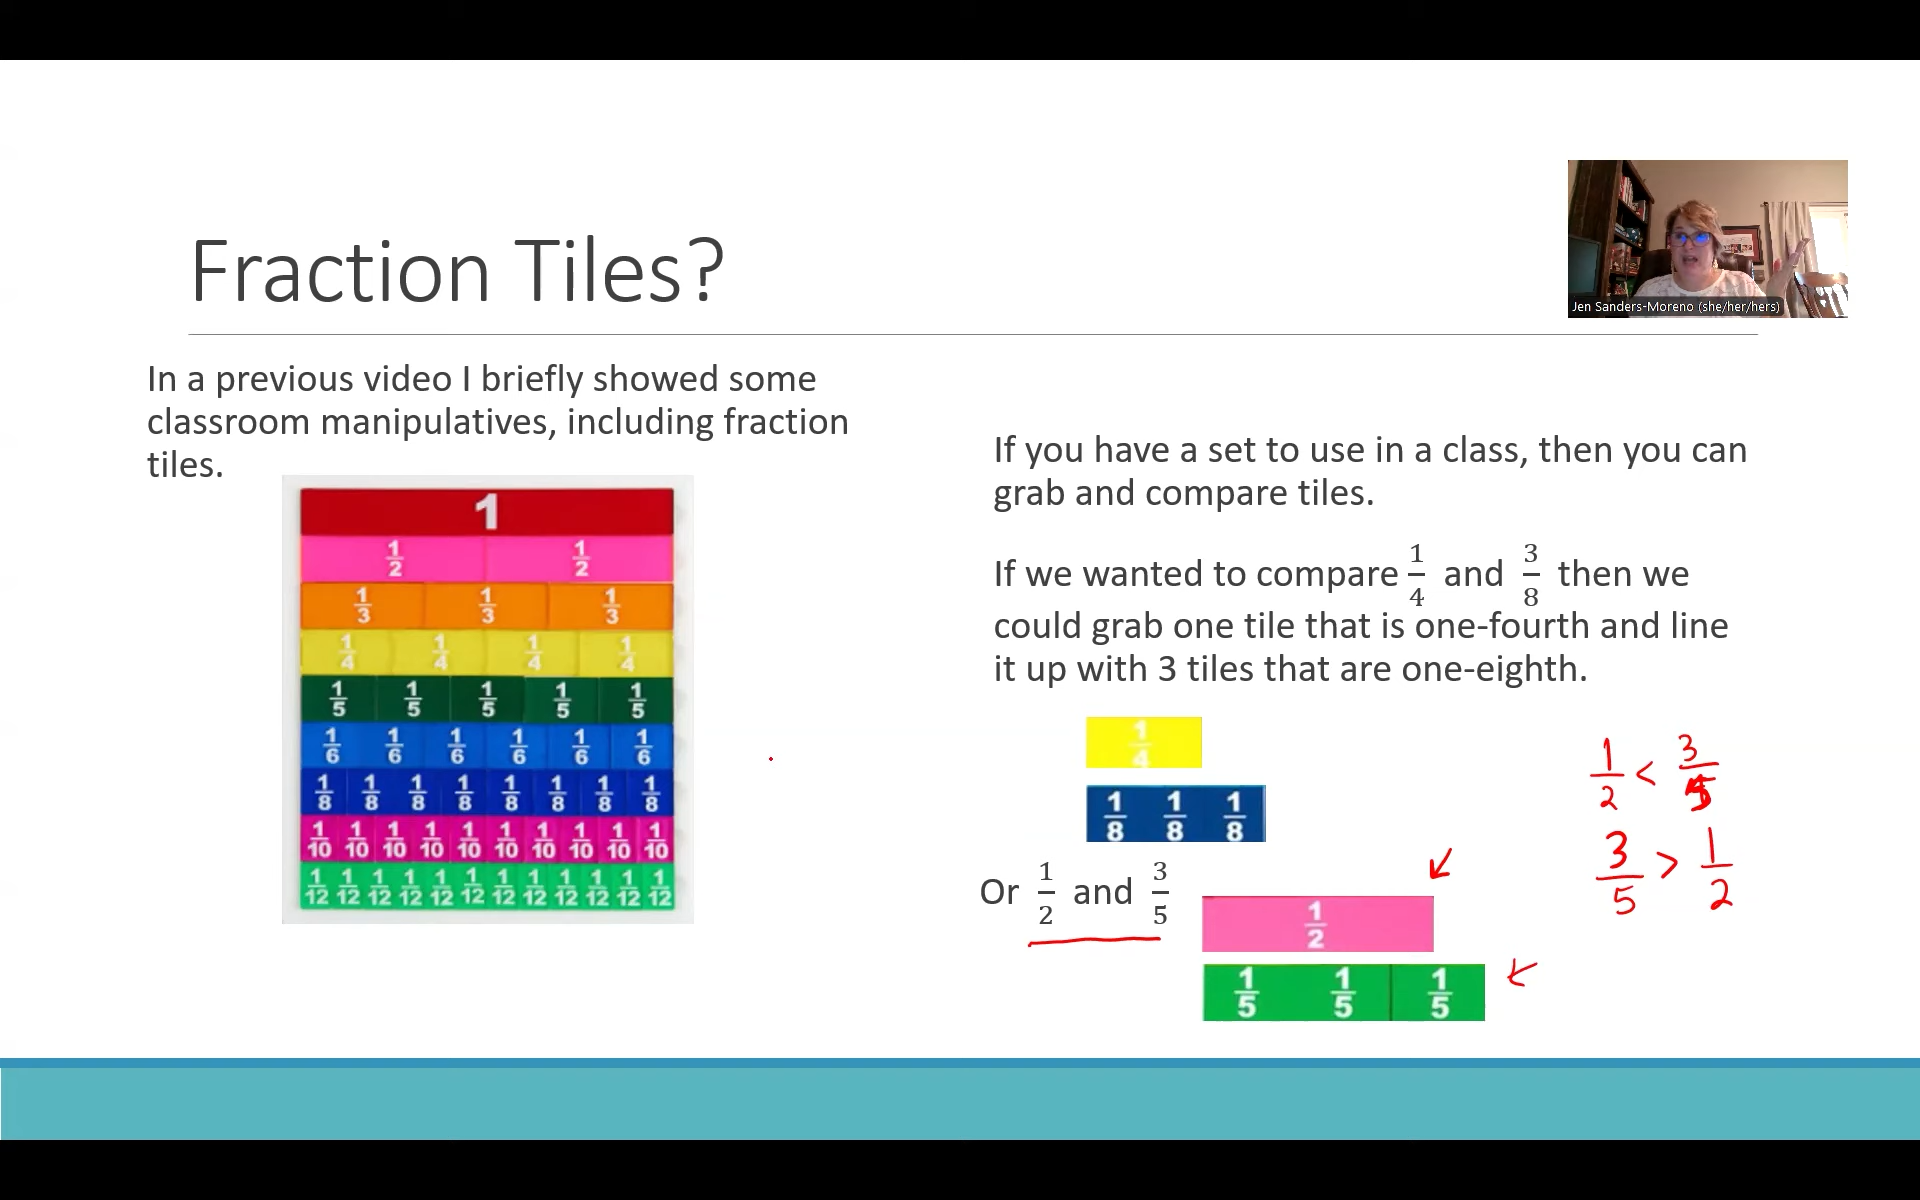 Jen Sanders-Moreno (she/her/hers)
Fraction Tiles?
In a previous video I briefly showed some
classroom manipulatives, including fraction
tiles.
1
1/2 1/2
1/3 1/3 1/3
1/4 1/4 1/4 1/4
1/5 1/5 1/5 1/5 1/5
1/6 1/6 1/6 1/6 1/6 1/6
1/8 1/8 1/8 1/8 1/8 1/8 1/8 1/8
1/10 1/10 1/10 1/10 1/10 1/10 1/10 1/10 1/10 1/10
1/12 1/12 1/12 1/12 1/12 1/12 1/12 1/12 1/12 1/12 1/12 1/12
If you have a set to use in a class, then you can
grab and compare tiles.
If we wanted to compare 1/4 and 3/8 then we
could grab one tile that is one-fourth and line
it up with 3 tiles that are one-eighth.
1/4
1/8 1/8 1/8
Or 1/2 and 3/5
1/2
1/5 1/5 1/5
1/2 < 3/5
3/5 > 1/2